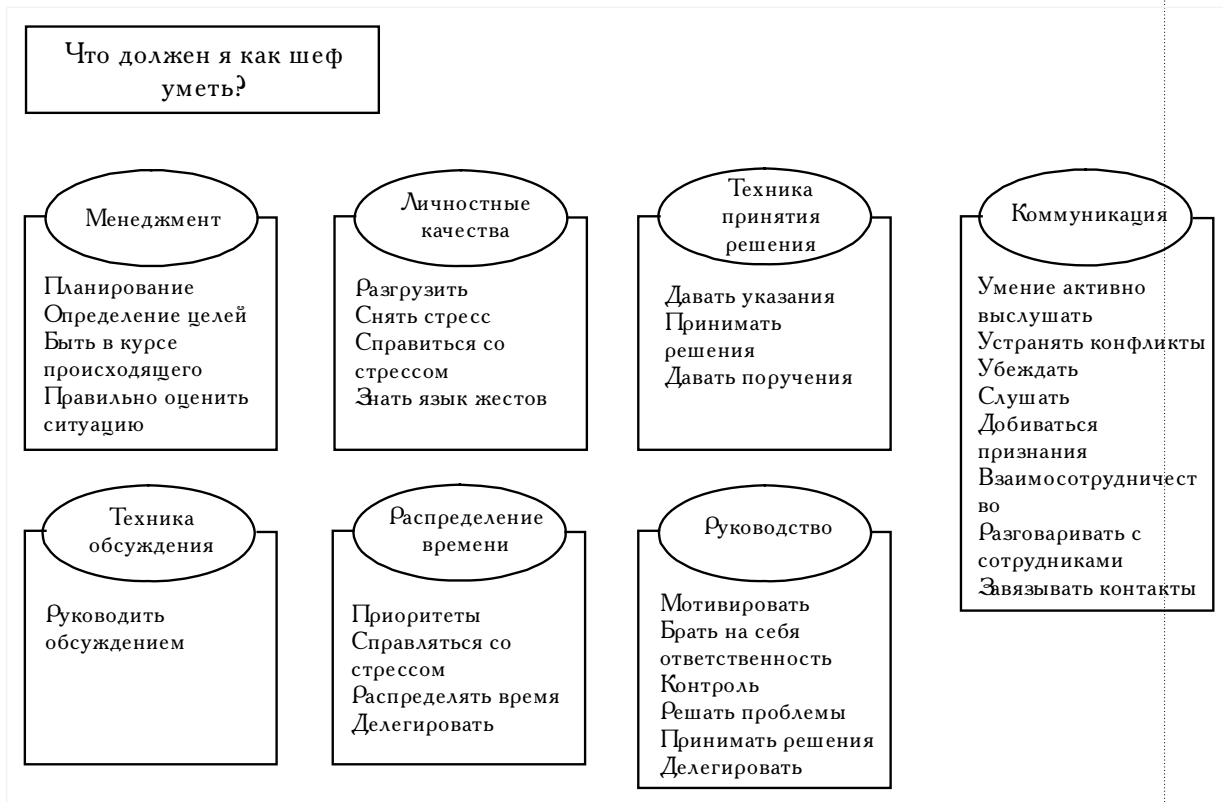 Что должен я как шеф
уметь?
Менеджмент
Планирование
Определение целей
Быть в курсе
происходящего
Правильно оценить
ситуацию
Личностные
качества
Разгрузить
Снять стресс
Справиться со
стрессом
Знать язык жестов
Техника
принятия
решения
Давать указания
Принимать
решения
Давать поручения
Коммуникация
Умение активно
выслушать
Устранять конфликты
Убеждать
Слушать
Добиваться
признания
Взаимосотрудничест
во
Разговаривать с
сотрудниками
Завязывать контакты
Техника
обсуждения
Руководить
обсуждением
Распределение
времени
Приоритеты
Справляться со
стрессом
Распределять время
Делегировать
Руководство
Мотивировать
Брать на себя
ответственность
Контроль
Решать проблемы
Принимать решения
Делегировать